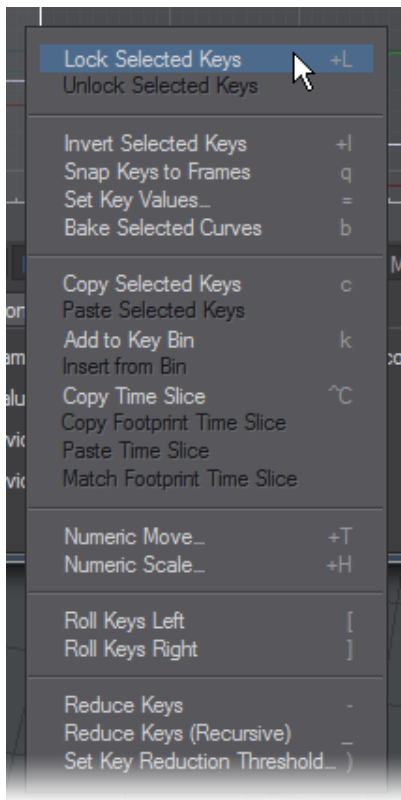 Lock Selected Keys +L
Unlock Selected Keys
Invert Selected Keys +I
Snap Keys to Frames q
Set Key Values... =
Bake Selected Curves b
Copy Selected Keys c
Paste Selected Keys
Add to Key Bin k
Insert from Bin
Copy Time Slice ^C
Copy Footprint Time Slice
Paste Time Slice
Match Footprint Time Slice
Numeric Move... +T
Numeric Scale... +H
Roll Keys Left [
Roll Keys Right ]
Reduce Keys -
Reduce Keys (Recursive) _
Set Key Reduction Threshold... )